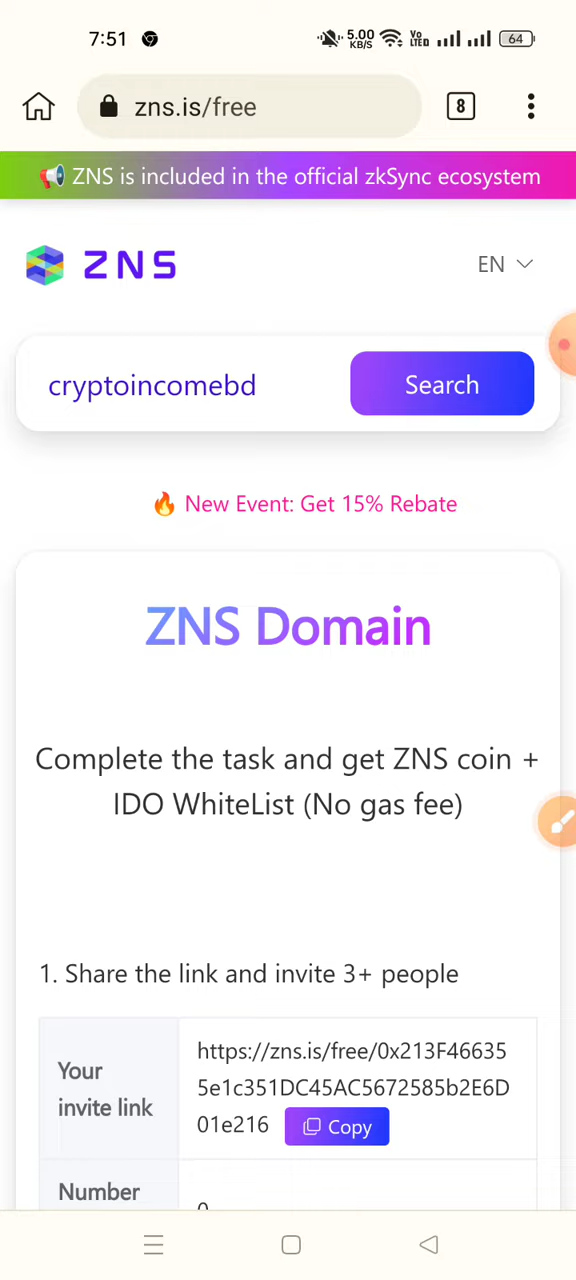 7:51
5.00
KB/S
Vo
LTED
64
zns.is/free
8
📢 ZNS is included in the official zkSync ecosystem
ZNS
EN
cryptoincomebd
Search
🔥 New Event: Get 15% Rebate
ZNS Domain
Complete the task and get ZNS coin +
IDO WhiteList (No gas fee)
1. Share the link and invite 3+ people
Your
invite link
https://zns.is/free/0x213F46635
5e1c351DC45AC5672585b2E6D
01e216
Copy
Number